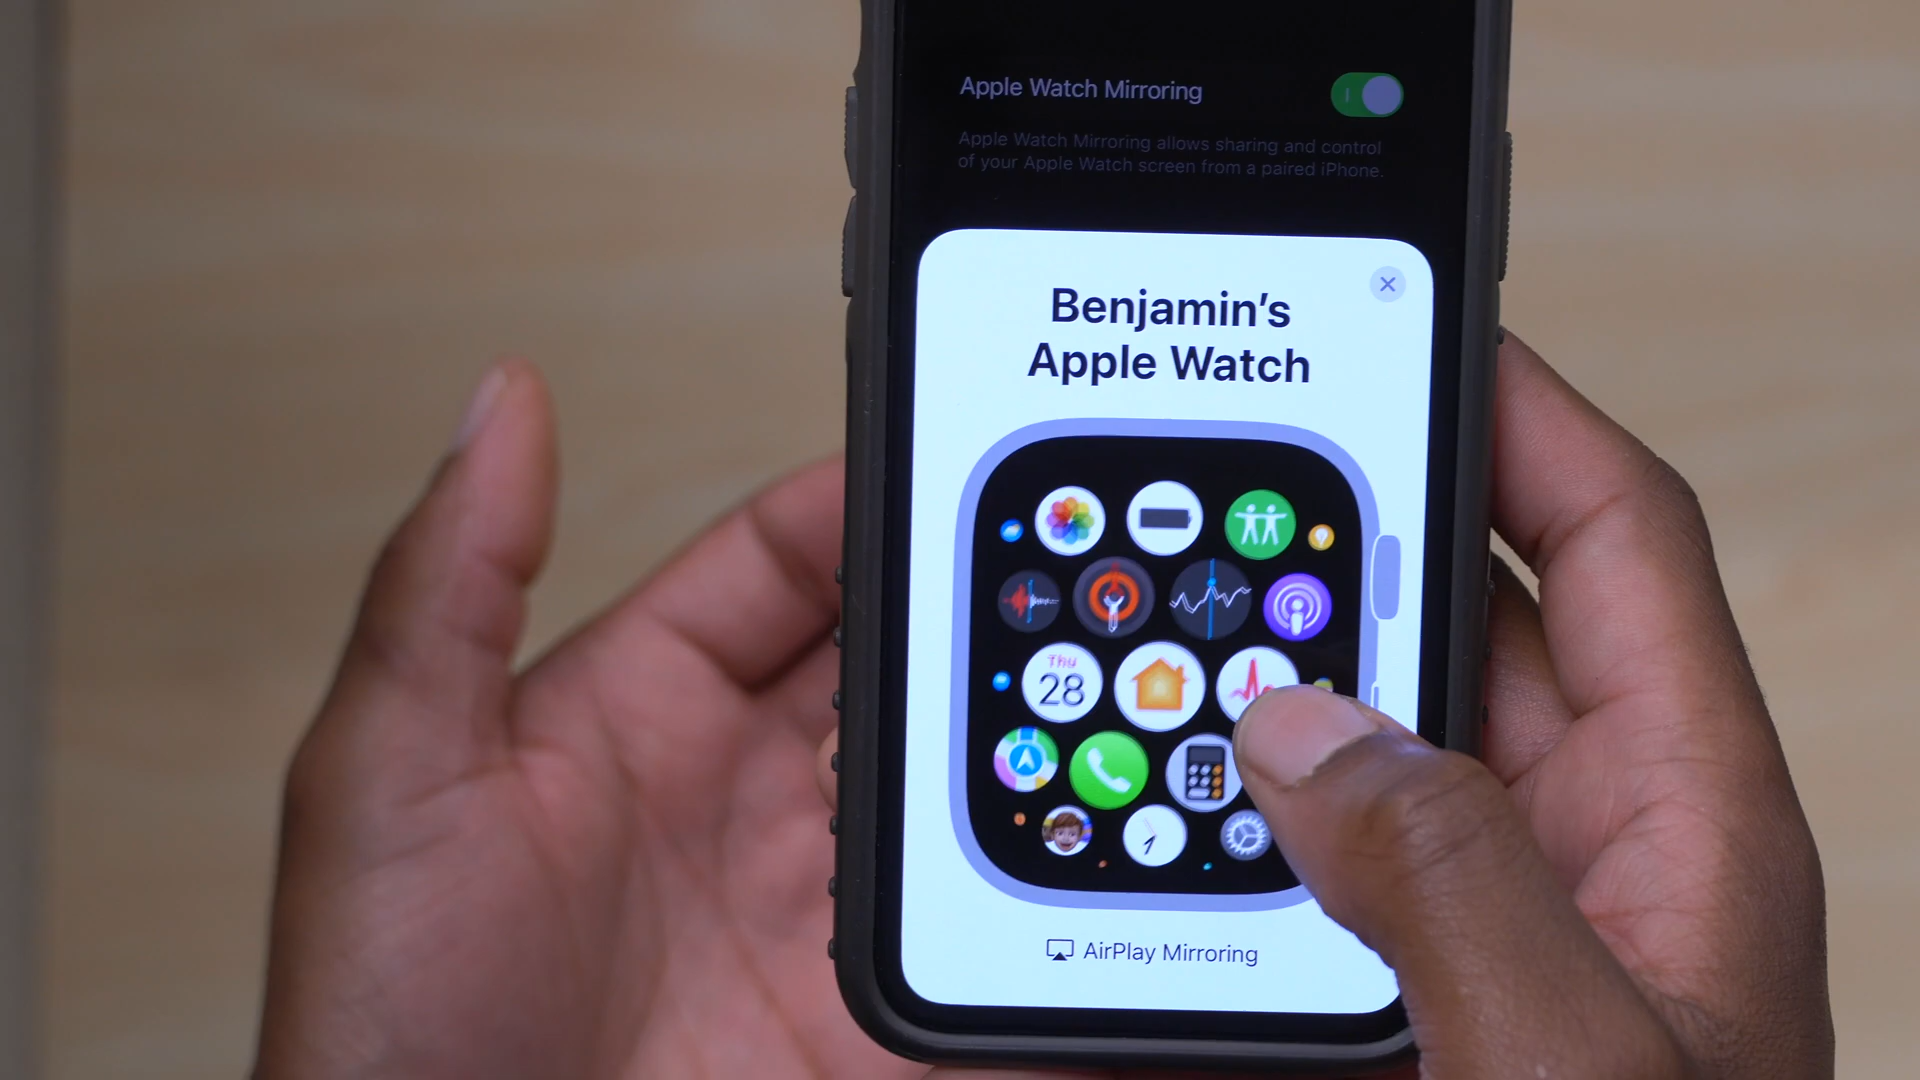 Apple Watch Mirroring
Apple Watch Mirroring allows sharing and control
of your Apple Watch screen from a paired iPhone.
Benjamin's
Apple Watch
Thu
28
AirPlay Mirroring